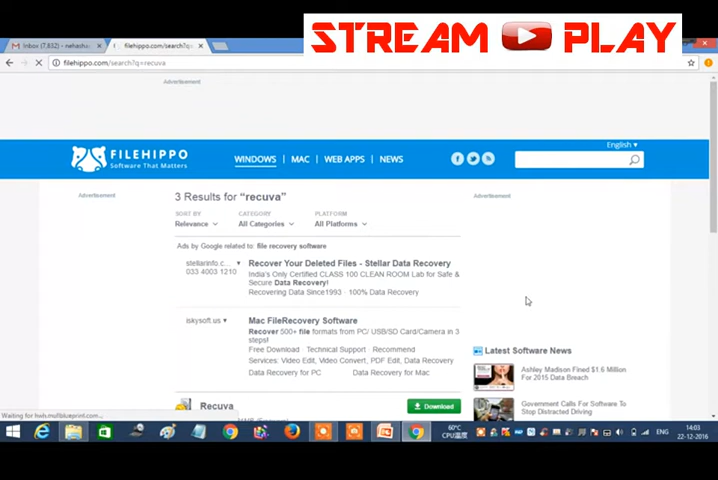 STREAM PLAY
Inbox (7,832) - nehasha
filehippo.com/search?q=
filehippo.com/search?q=recuva
Advertisement
FILEHIPPO
Software That Matters
WINDOWS | MAC | WEB APPS | NEWS
English
Advertisement
3 Results for “recuva”
Advertisement
SORT BY CATEGORY PLATFORM
Relevance All Categories All Platforms
Ads by Google related to: file recovery software
stellarinfo.c...
033 4003 1210
Recover Your Deleted Files - Stellar Data Recovery
India's Only Certified CLASS 100 CLEAN ROOM Lab for Safe &
Secure Data Recovery!
Recovering Data Since1993 · 100% Data Recovery
iskysoft.us
Mac FileRecovery Software
Recover 500+ file formats from PC/ USB/SD Card/Camera in 3
steps!
Free Download · Technical Support · Recommend
Services: Video Edit, Video Convert, PDF Edit, Data Recovery
Data Recovery for PC Data Recovery for Mac
Latest Software News
Ashley Madison Fined $1.6 Million
For 2015 Data Breach
Government Calls For Software To
Stop Distracted Driving
Recuva
Download
60°C
CPU温度
ENG
14:03
22-12-2016